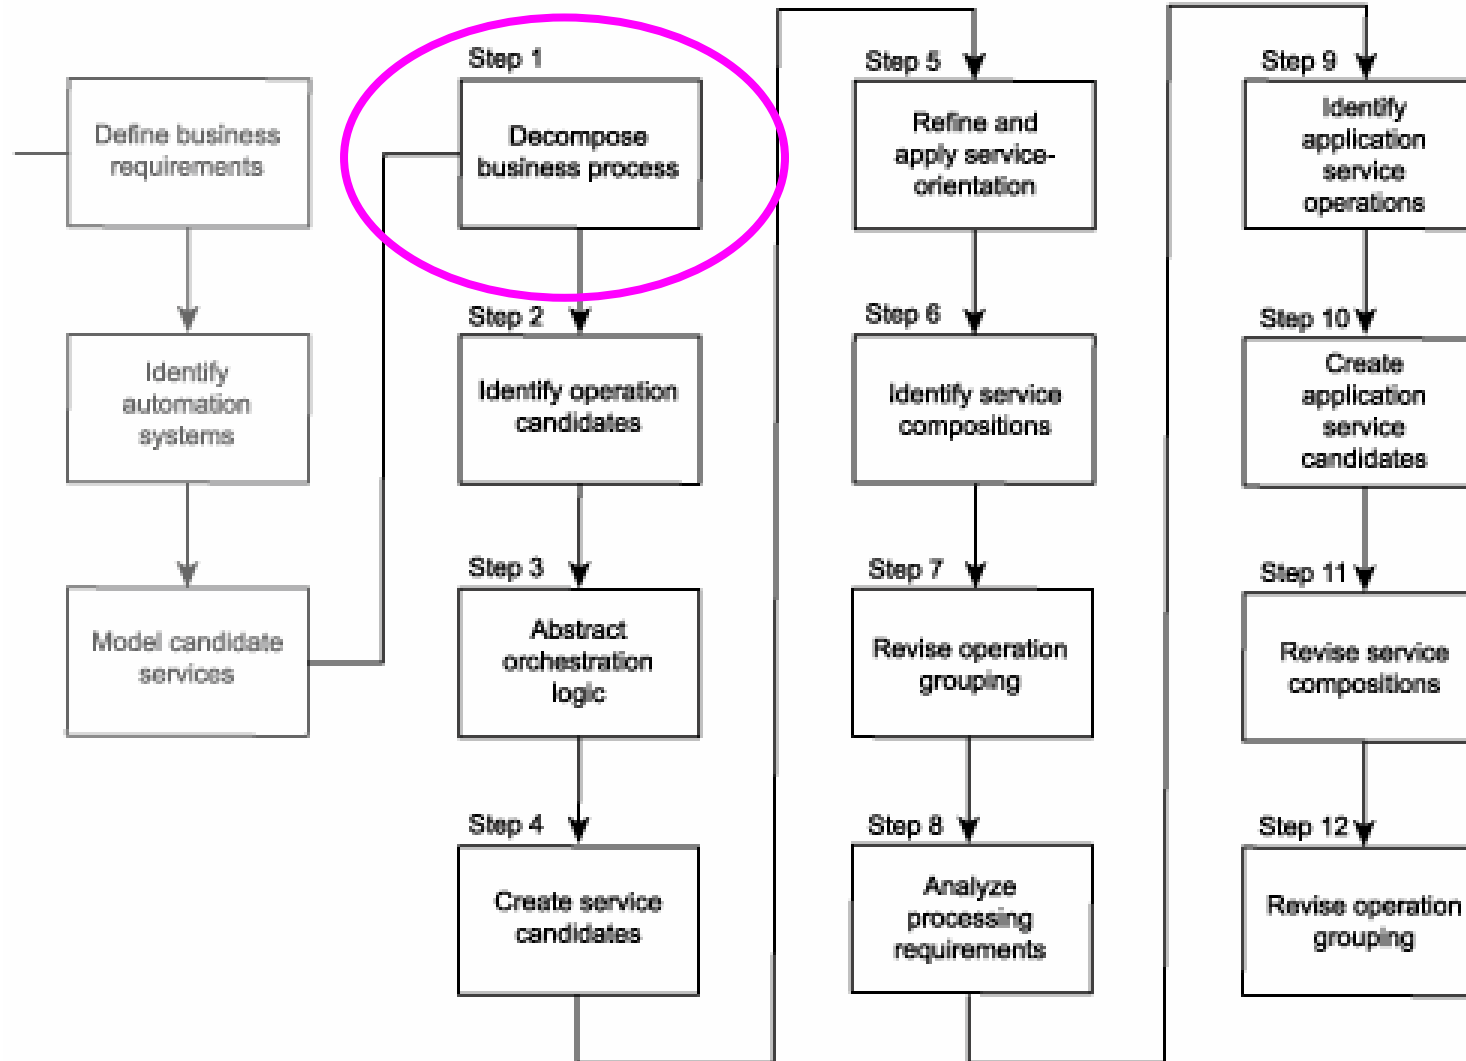 Define business
requirements
Identify
automation
systems
Model candidate
services
Step 1
Decompose
business process
Step 2
Identify operation
candidates
Step 3
Abstract
orchestration
logic
Step 4
Create service
candidates
Step 5
Refine and
apply service-
orientation
Step 6
Identify service
compositions
Step 7
Revise operation
grouping
Step 8
Analyze
processing
requirements
Step 9
Identify
application
service
operations
Step 10
Create
application
service
candidates
Step 11
Revise service
compositions
Step 12
Revise operation
grouping